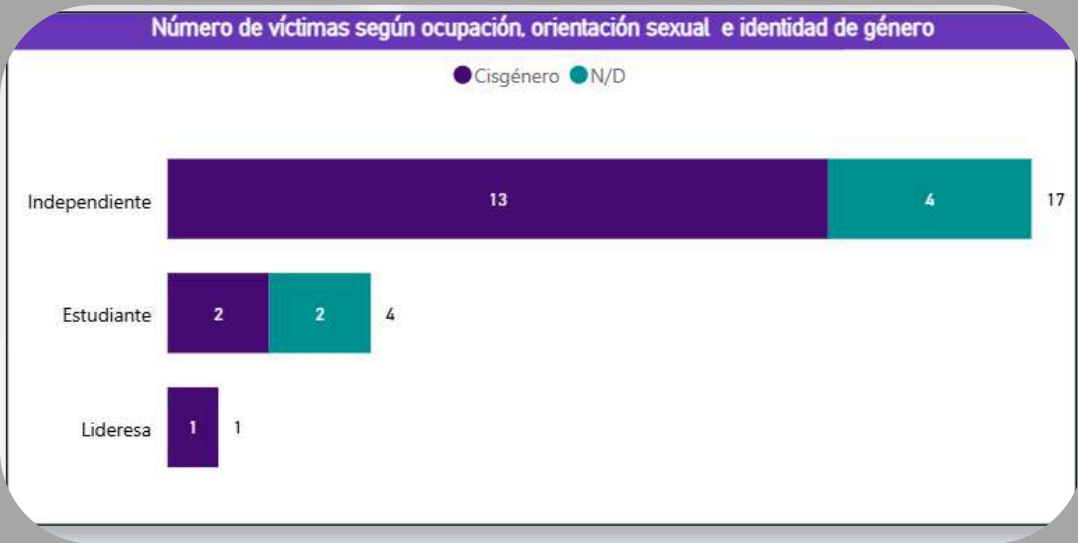 Número de víctimas según ocupación, orientación sexual e identidad de género
Cisgénero N/D
Independiente 13 4 17
Estudiante 2 2 4
Lideresa 1 1